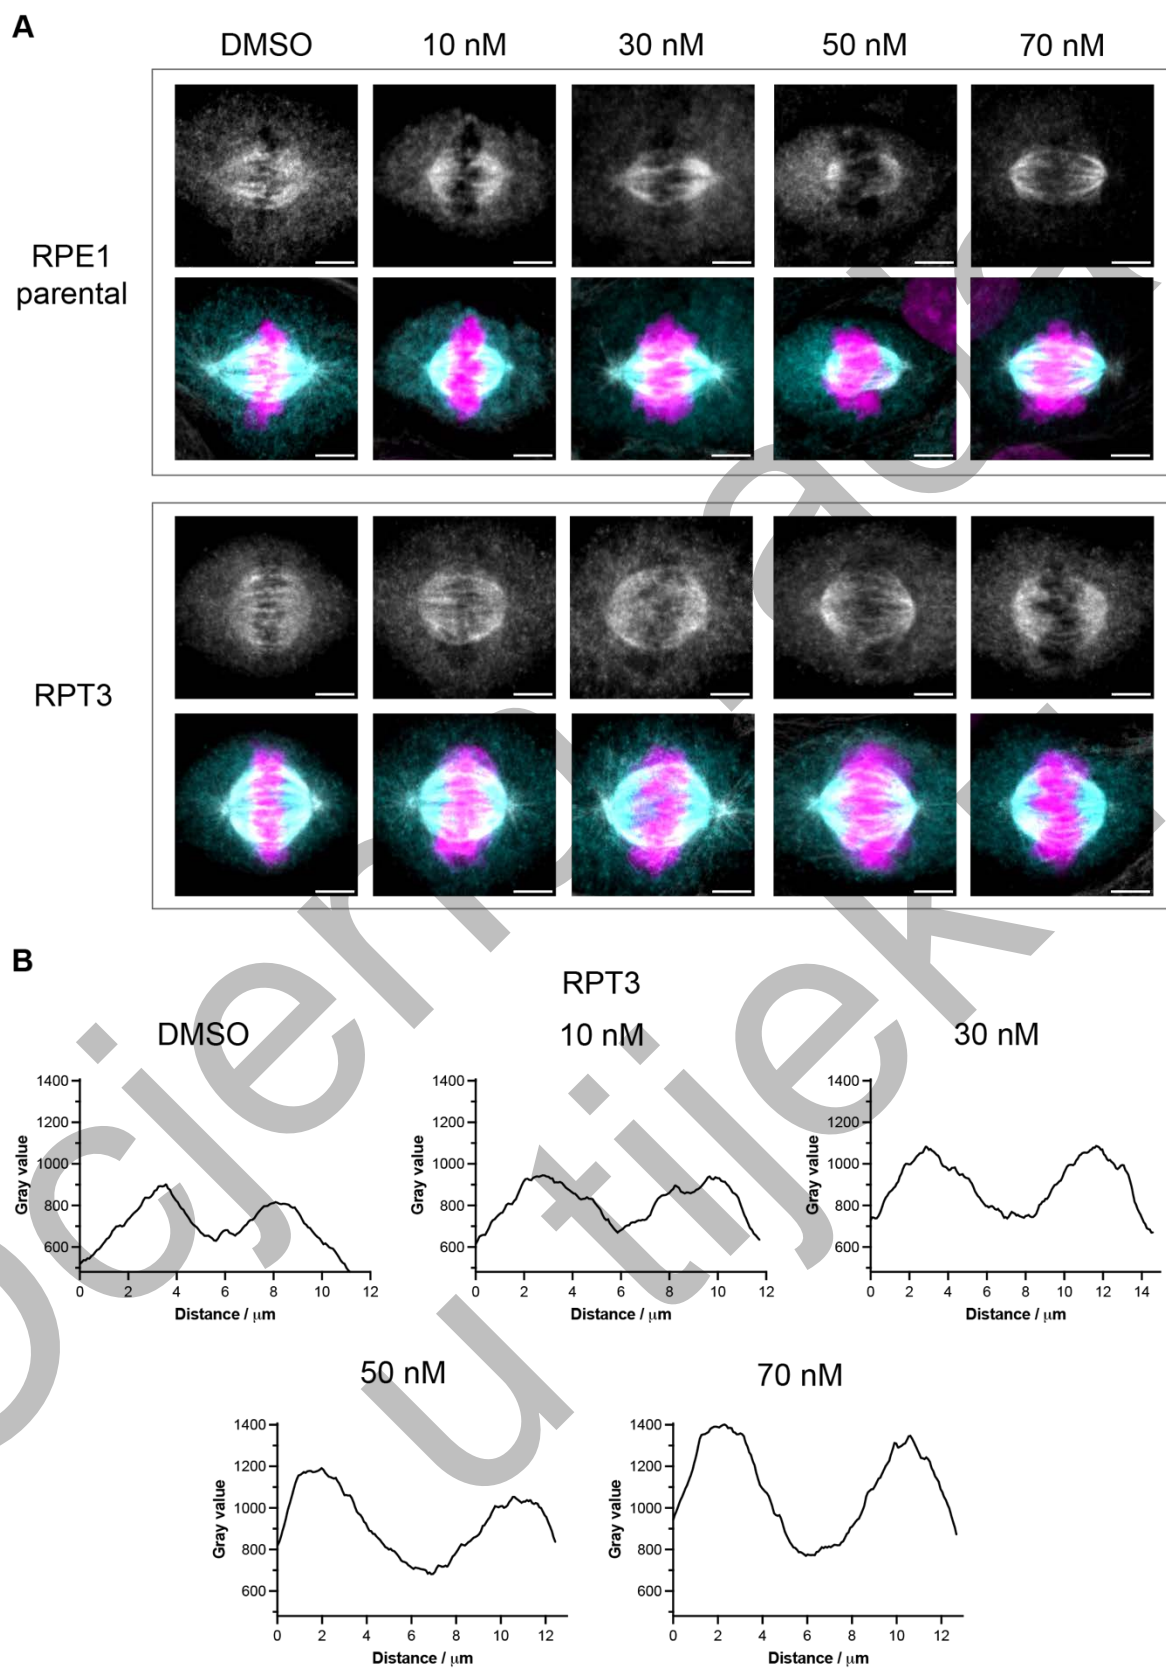 A
DMSO 10 nM 30 nM 50 nM 70 nM
RPE1
parental
RPT3
B
RPT3
DMSO 10 nM 30 nM
1400 1400 1400
1200 1200 1200
1000 1000 1000
800 800 800
600 600 600
Gray value Gray value Gray value
0 2 4 6 8 10 12 0 2 4 6 8 10 12 0 2 4 6 8 10 12 14
Distance / μm Distance / μm Distance / μm
50 nM 70 nM
1400 1400
1200 1200
1000 1000
800 800
600 600
Gray value Gray value
0 2 4 6 8 10 12 0 2 4 6 8 10 12
Distance / μm Distance / μm
u tijek